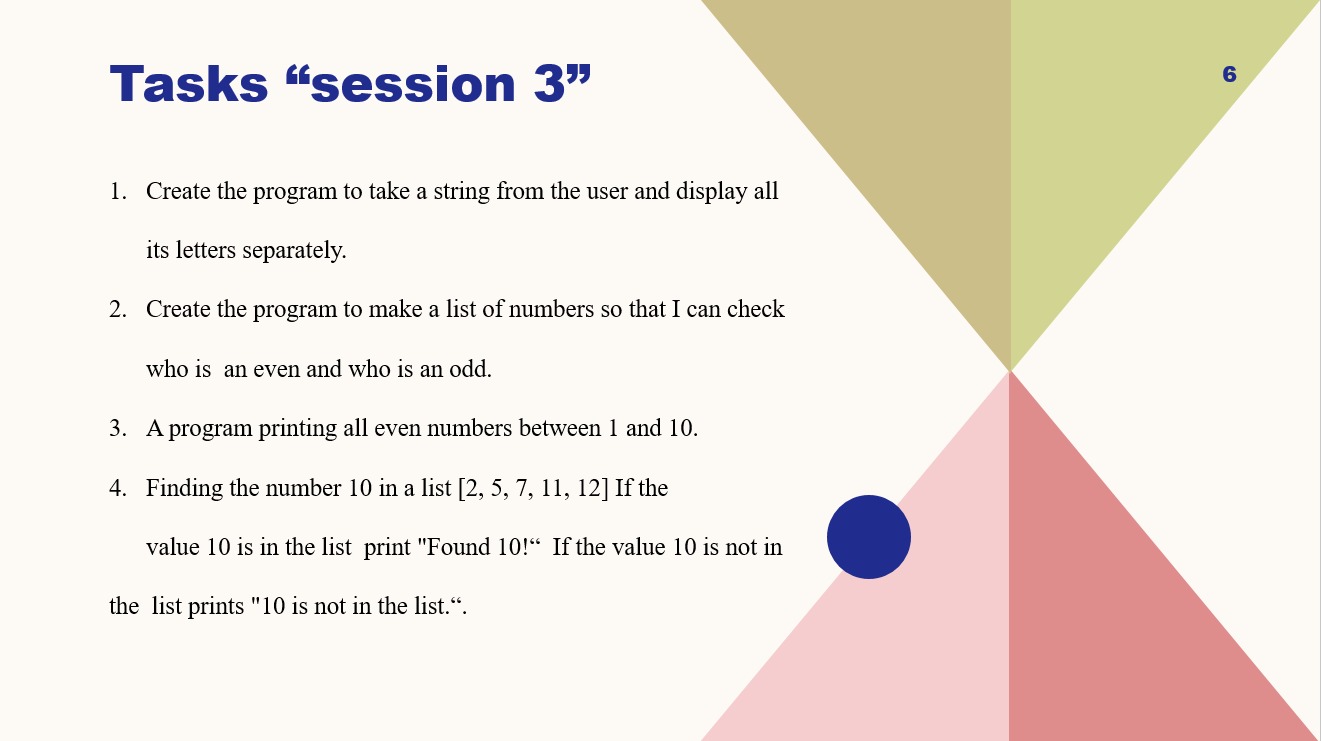 Tasks “session 3”
6
1. Create the program to take a string from the user and display all
its letters separately.
2. Create the program to make a list of numbers so that I can check
who is  an even and who is an odd.
3. A program printing all even numbers between 1 and 10.
4. Finding the number 10 in a list [2, 5, 7, 11, 12] If the
value 10 is in the list  print "Found 10!“  If the value 10 is not in
the  list prints "10 is not in the list.“.